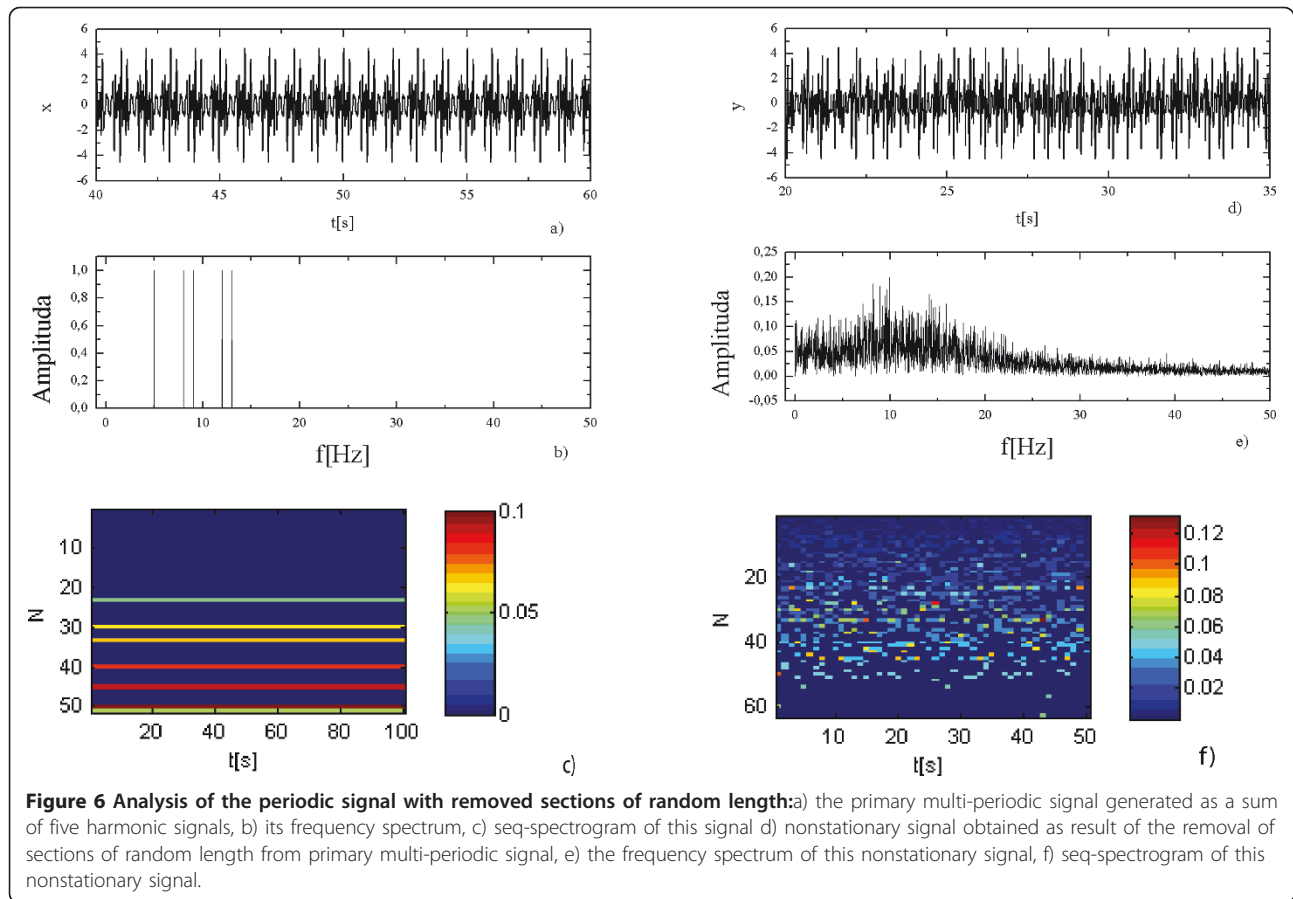 6
4
2
0
-2
-4
-6
x
40 45 50 55 60
t[s]
a)
6
4
2
0
-2
-4
-6
y
20 25 30 35
t[s]
d)
1,0
0,8
0,6
0,4
0,2
0,0
Amplituda
0 10 20 30 40 50
f[Hz]
b)
0,25
0,20
0,15
0,10
0,05
0,00
-0,05
Amplituda
0 10 20 30 40 50
f[Hz]
e)
10
20
30
40
50
N
20 40 60 80 100
t[s]
0.1
0.05
0
c)
20
40
60
N
10 20 30 40 50
t[s]
0.12
0.1
0.08
0.06
0.04
0.02
f)
Figure 6 Analysis of the periodic signal with removed sections of random length:a) the primary multi-periodic signal generated as a sum
of five harmonic signals, b) its frequency spectrum, c) seq-spectrogram of this signal d) nonstationary signal obtained as result of the removal of
sections of random length from primary multi-periodic signal, e) the frequency spectrum of this nonstationary signal, f) seq-spectrogram of this
nonstationary signal.